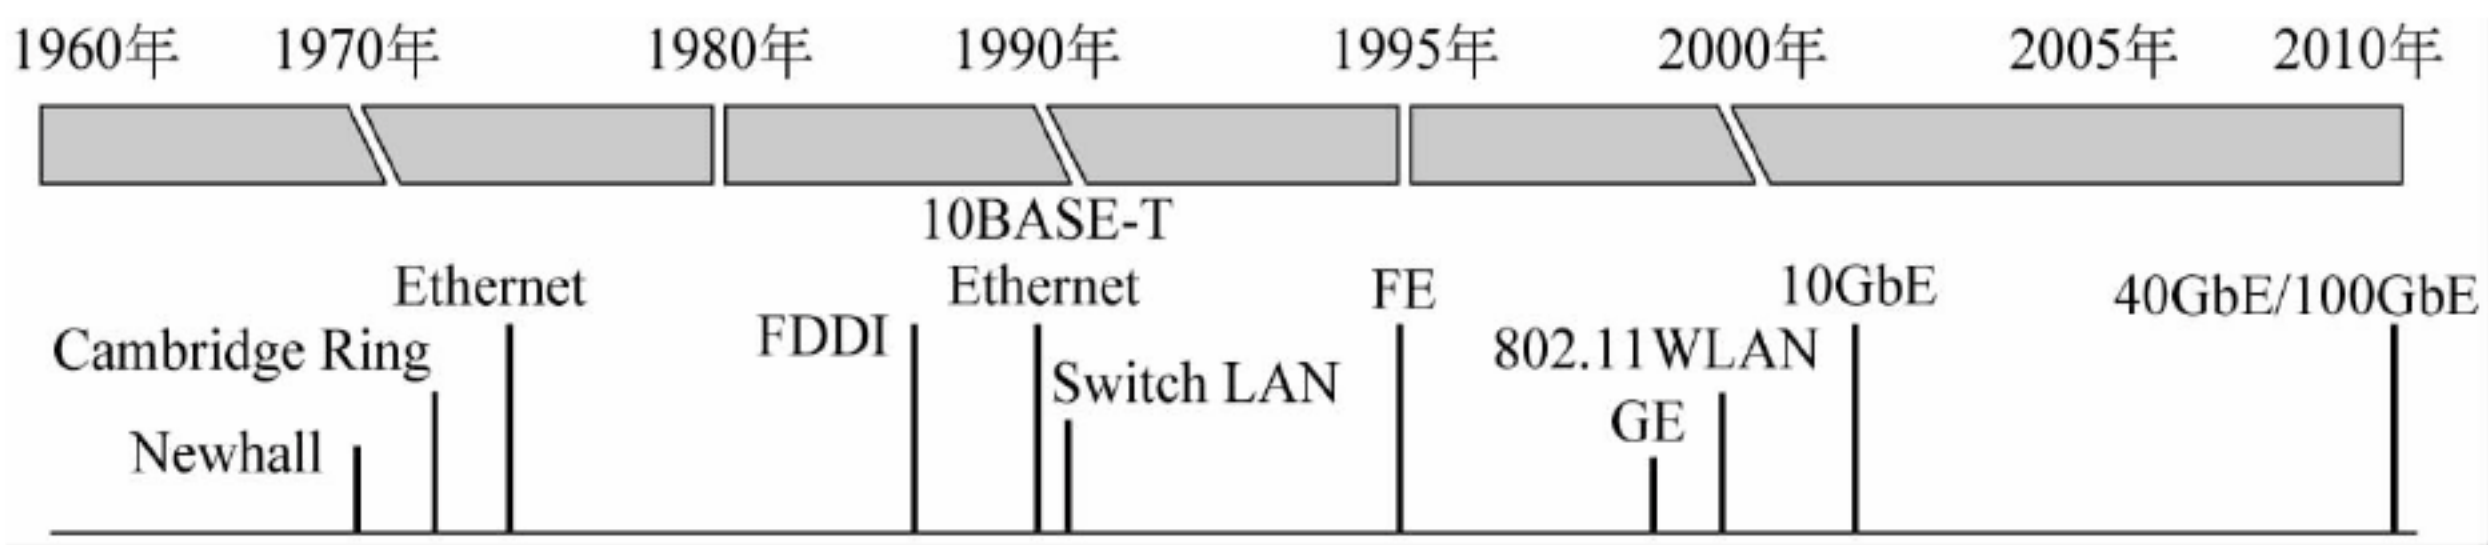 1960年 1970年 1980年 1990年 1995年 2000年 2005年 2010年
10BASE-T
Ethernet
Ethernet
FE
10GbE
40GbE/100GbE
FDDI
Cambridge Ring
802.11WLAN
Switch LAN
GE
Newhall